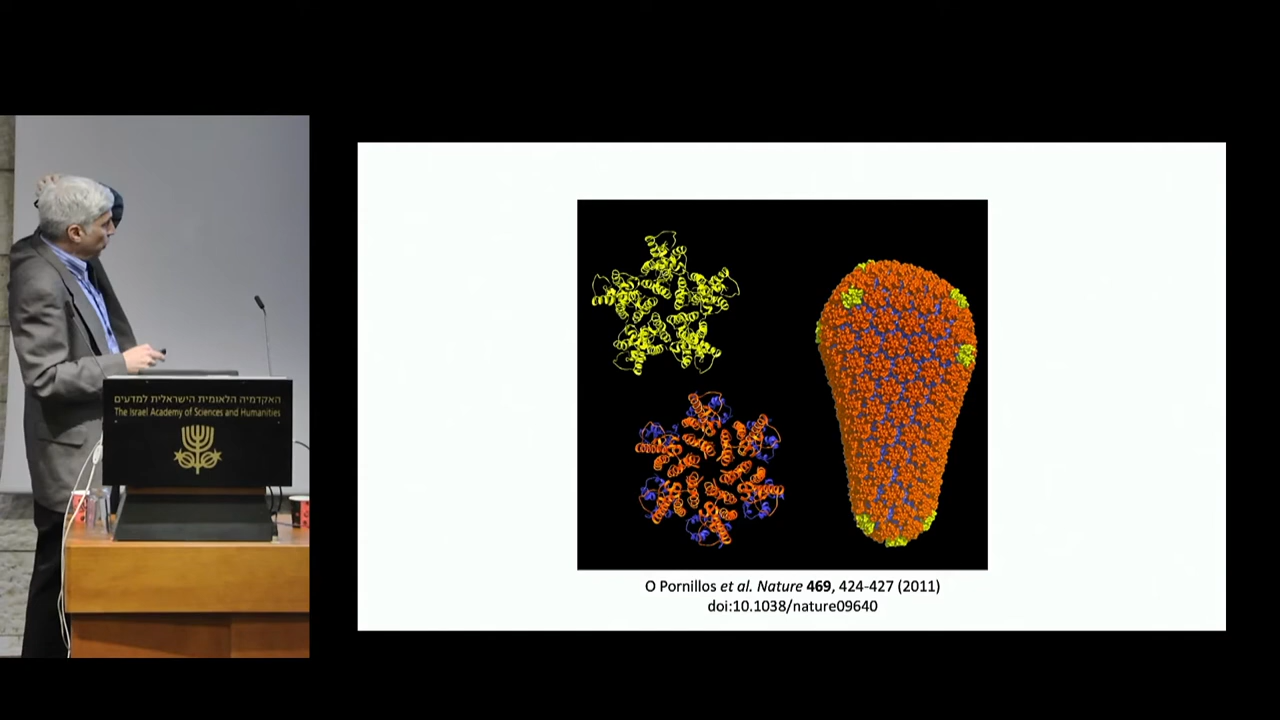 האקדמיה הלאומית הישראלית למדעים
The Israel Academy of Sciences and Humanities
O Pornillos et al. Nature 469, 424-427 (2011)
doi:10.1038/nature09640